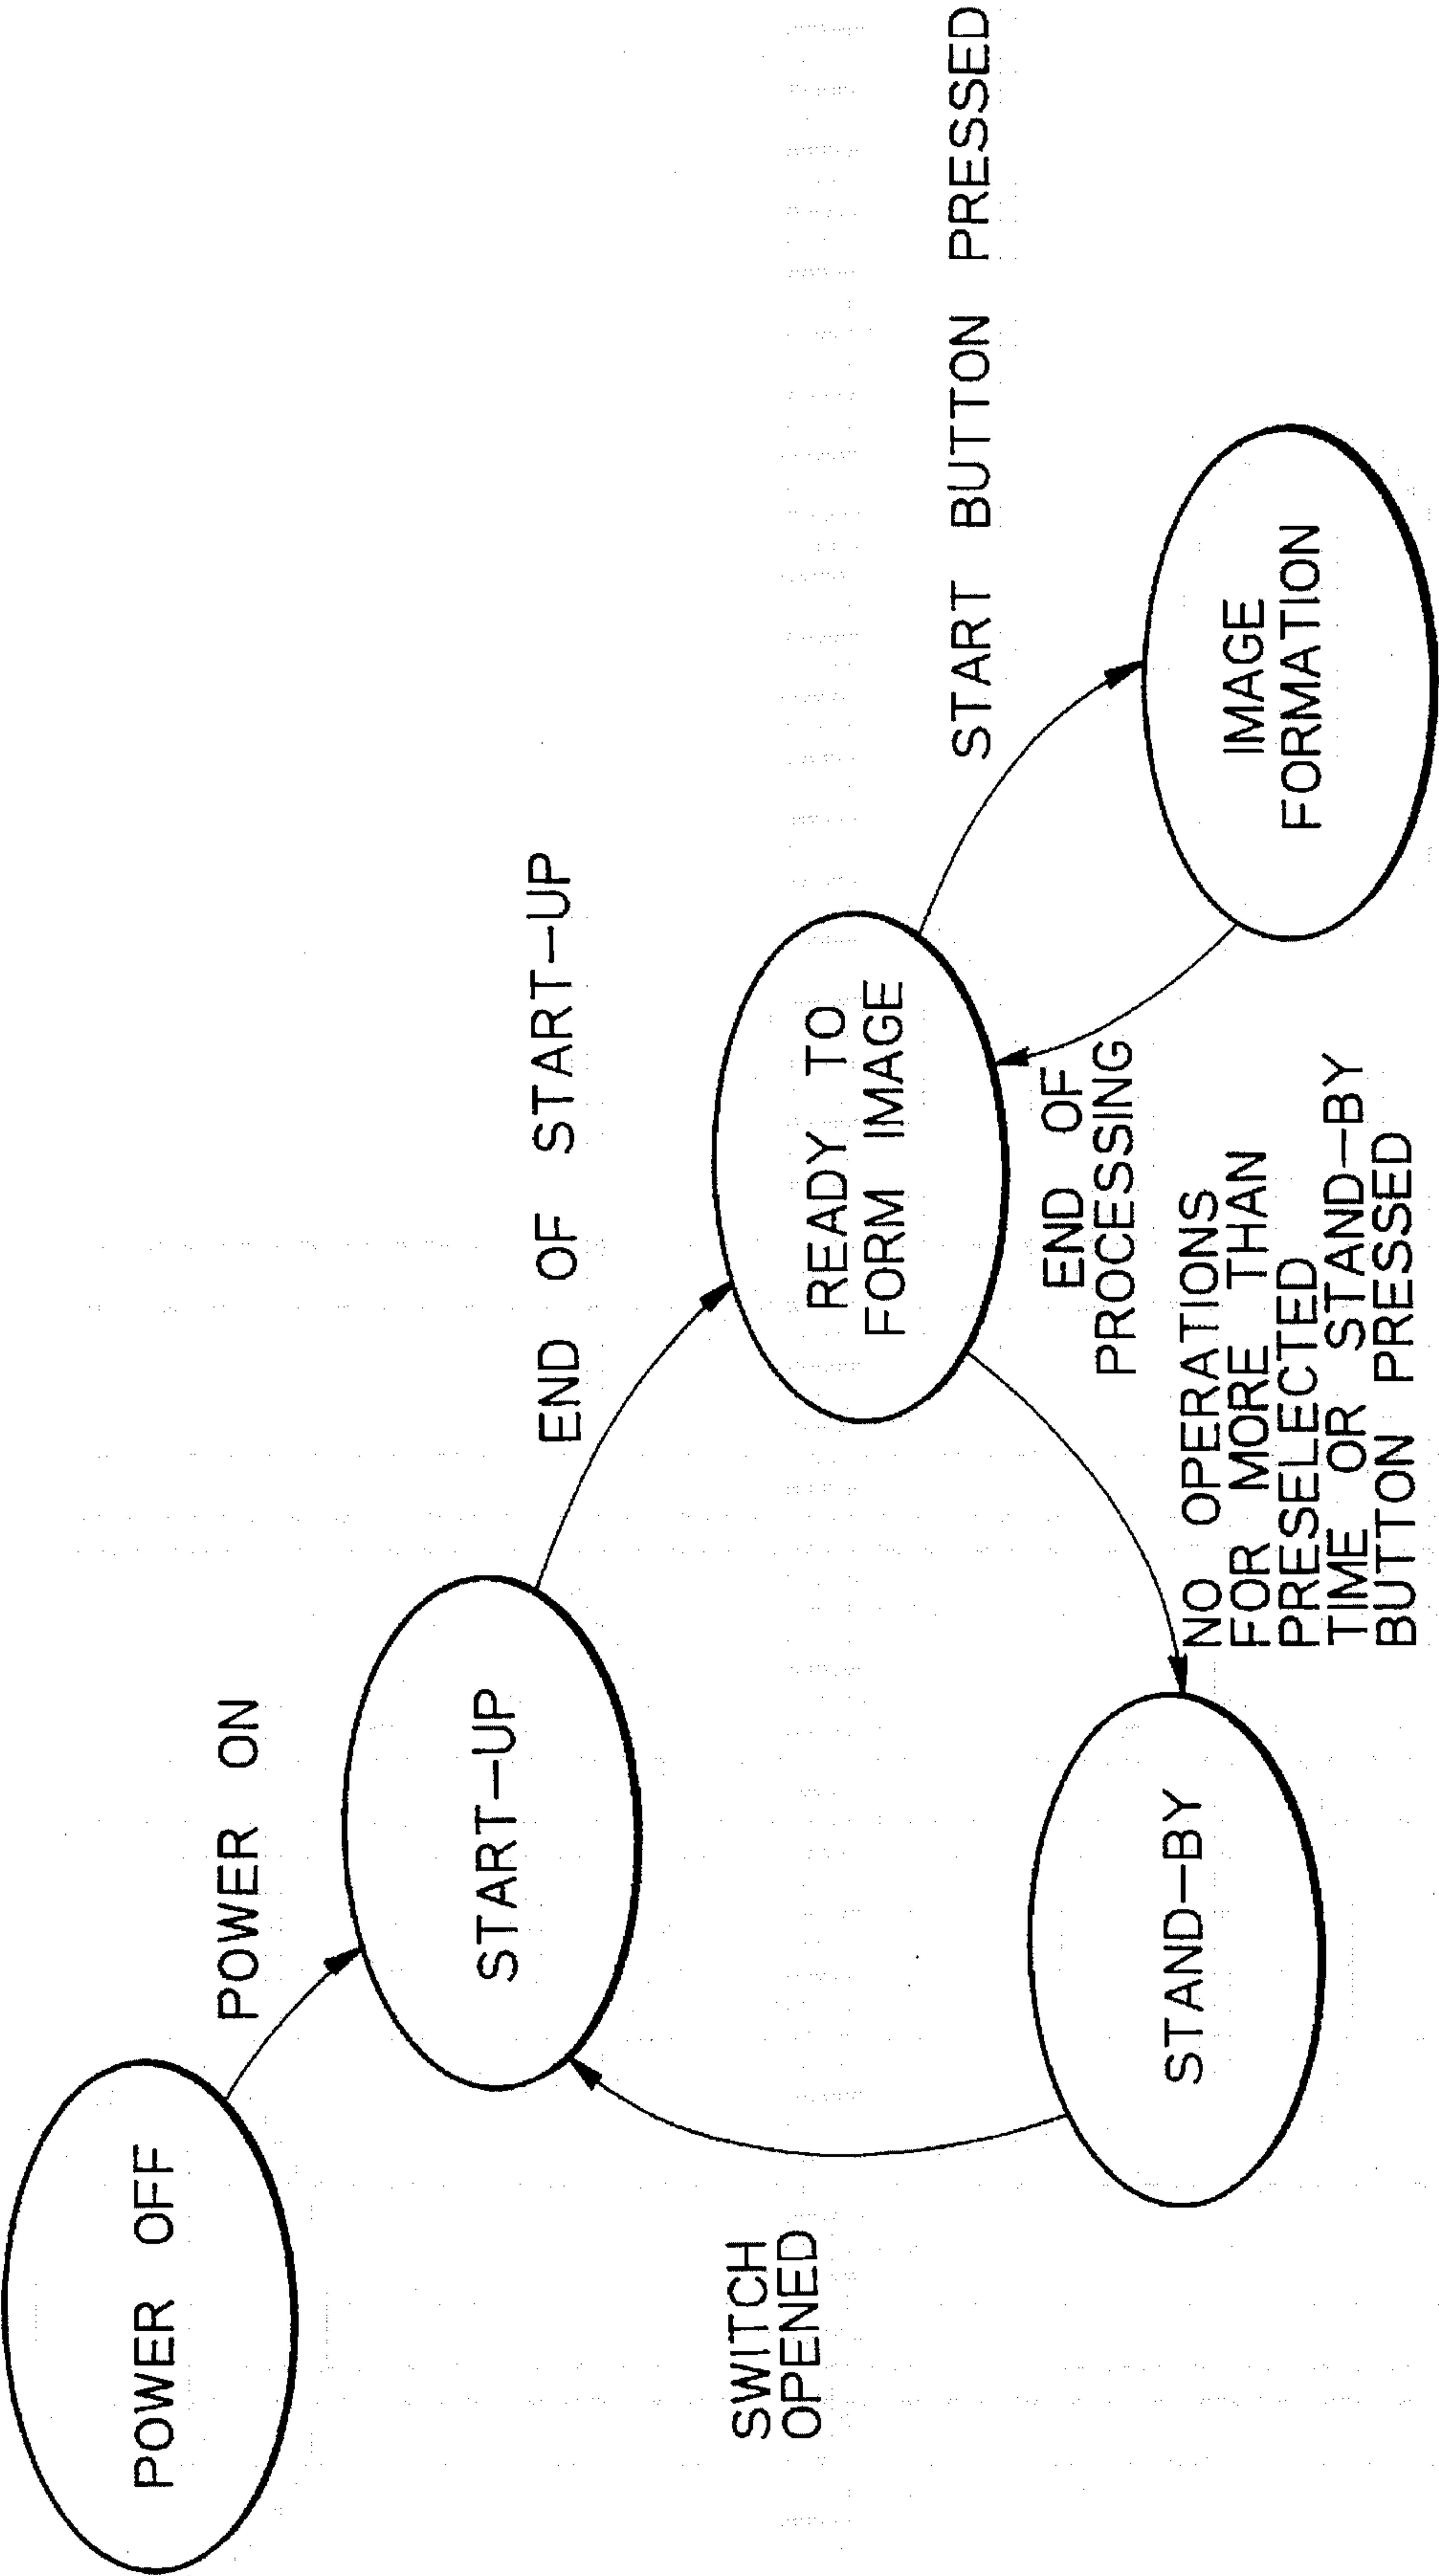 POWER OFF
POWER ON
START-UP
END OF START-UP
SWITCH
OPENED
READY TO
FORM IMAGE
START BUTTON PRESSED
END OF
PROCESSING
STAND-BY
NO OPERATIONS
FOR MORE THAN
PRESELECTED
TIME OR STAND-BY
BUTTON PRESSED
IMAGE
FORMATION